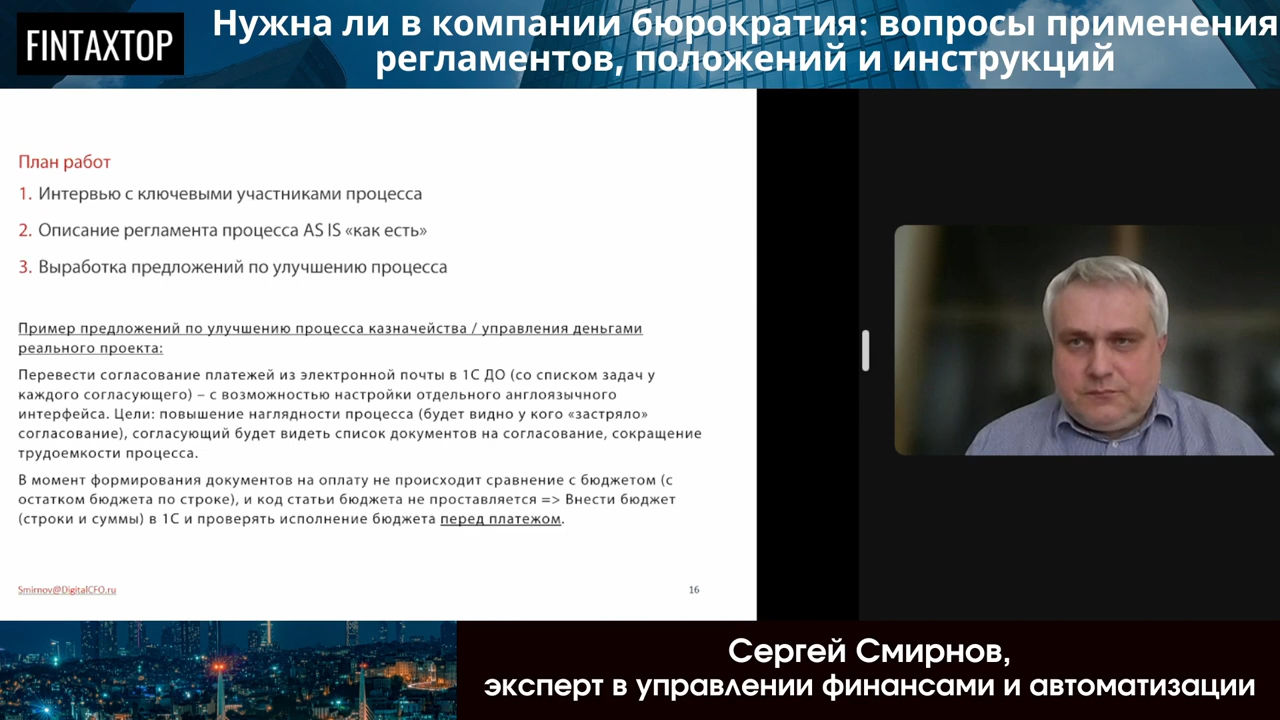 FINTAXTOP
Нужна ли в компании бюрократия: вопросы применения
регламентов, положений и инструкций
План работ
1. Интервью с ключевыми участниками процесса
2. Описание регламента процесса AS IS «как есть»
3. Выработка предложений по улучшению процесса
Пример предложений по улучшению процесса казначейства / управления деньгами
реального проекта:
Перевести согласование платежей из электронной почты в 1С ДО (со списком задач у
каждого согласующего) – с возможностью настройки отдельного англоязычного
интерфейса. Цели: повышение наглядности процесса (будет видно у кого «застряло»
согласование), согласующий будет видеть список документов на согласование, сокращение
трудоемкости процесса.
В момент формирования документов на оплату не происходит сравнение с бюджетом (с
остатком бюджета по строке), и код статьи бюджета не проставляется => Внести бюджет
(строки и суммы) в 1С и проверять исполнение бюджета перед платежом.
Smirnov@DigitalCFO.ru
16
Сергей Смирнов,
эксперт в управлении финансами и автоматизации